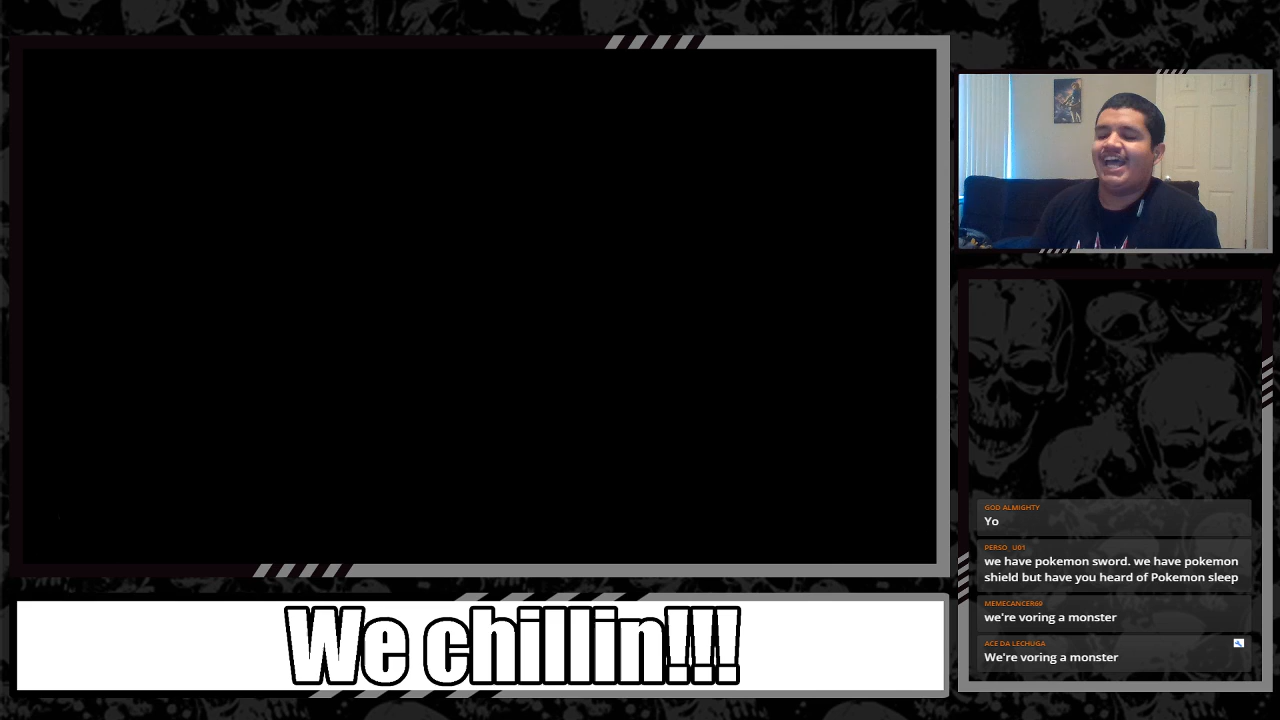 GOD ALMIGHTY
Yo
PERSO_U01
we have pokemon sword. we have pokemon
shield but have you heard of Pokemon sleep
MEMECANCER69
we're voring a monster
ACE DA LECHUGA
We're voring a monster
We chillin!!!